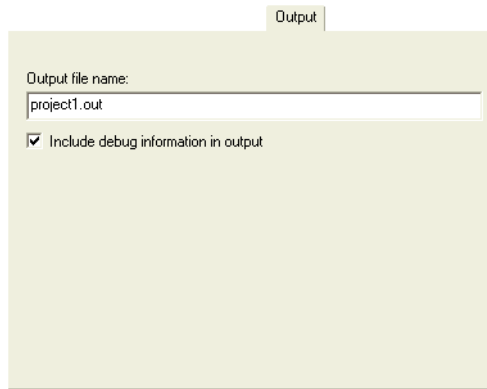 Output
Output file name:
project1.out
Include debug information in output